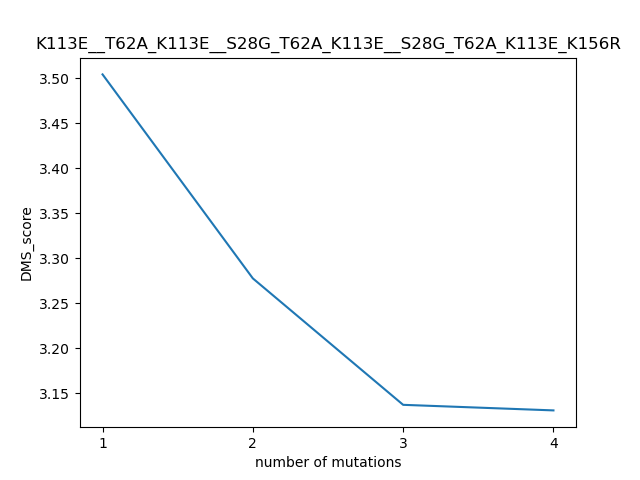 K113E__T62A_K113E__S28G_T62A_K113E__S28G_T62A_K113E_K156R
3.50
3.45
3.40
3.35
3.30
3.25
3.20
3.15
DMS_score
1 2 3 4
number of mutations